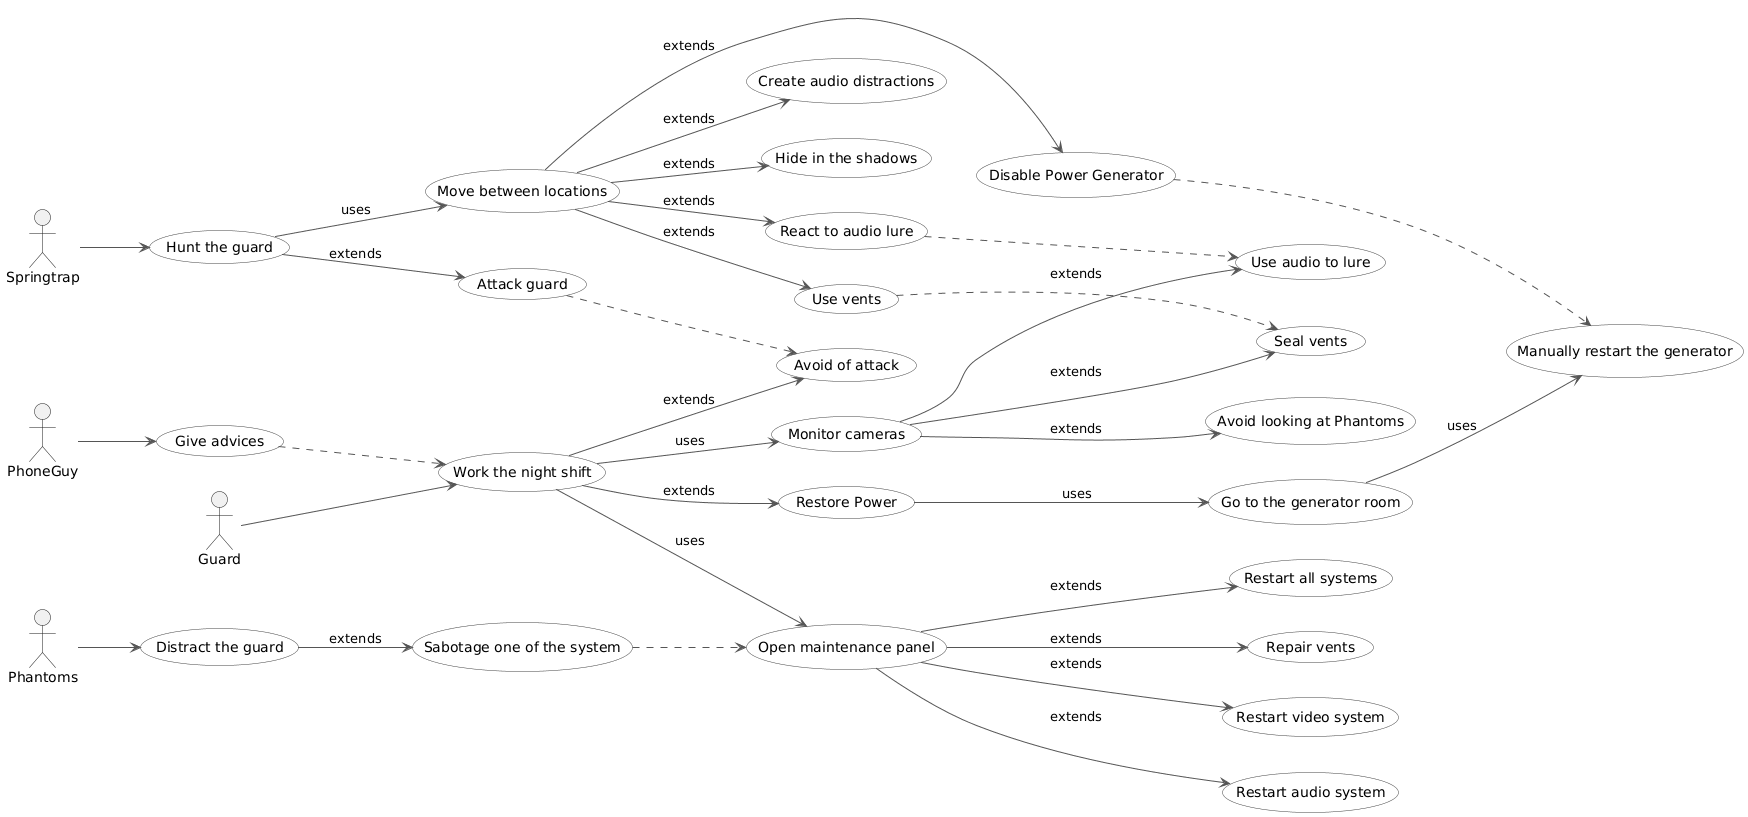 extends
Create audio distractions
extends
Hide in the shadows
extends
Disable Power Generator
Move between locations
extends
uses
React to audio lure
extends
Springtrap
Hunt the guard
extends
Use audio to lure
extends
Attack guard
Use vents
Seal vents
Manually restart the generator
Avoid of attack
extends
extends
Avoid looking at Phantoms
extends
uses
PhoneGuy
Give advices
Monitor cameras
uses
Work the night shift
extends
Restore Power
uses
Go to the generator room
Guard
uses
Restart all systems
extends
Phantoms
Distract the guard
extends
Sabotage one of the system
Open maintenance panel
extends
Repair vents
extends
Restart video system
extends
Restart audio system